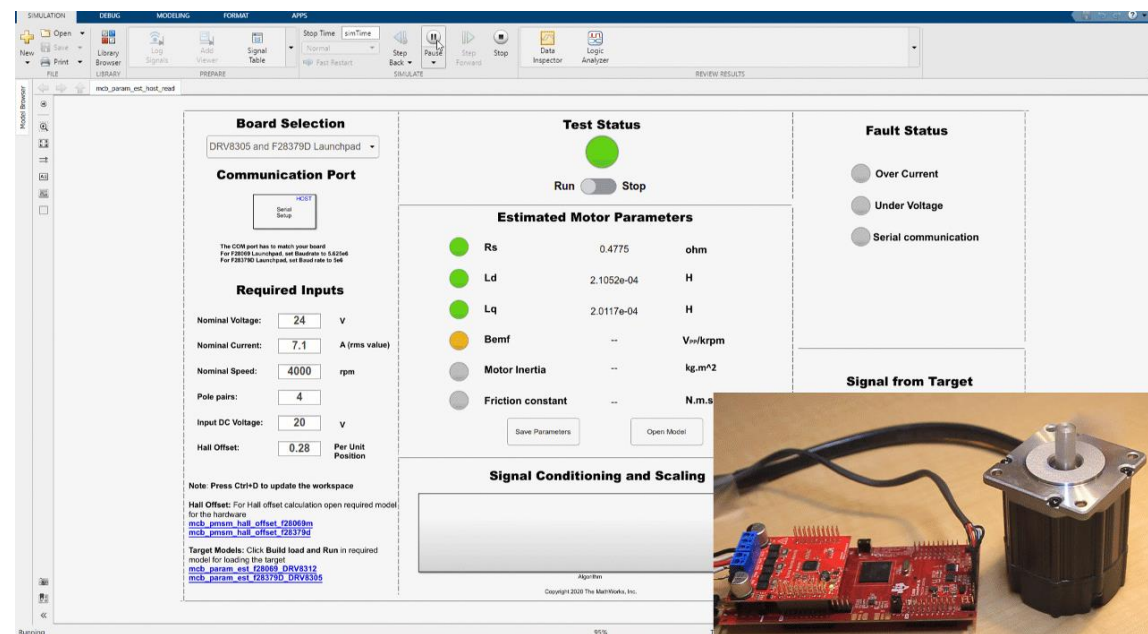 SIMULATION
DEBUG
MODELING
FORMAT
APPS
New
Open
Save
Print
FILE
Library
Browser
LIBRARY
Log
Signals
Add
Viewer
Signal
Table
PREPARE
Stop Time
simTime
Normal
Fast Restart
Step
Back
Pause
Step
Forward
Stop
SIMULATE
Data
Inspector
Logic
Analyzer
REVIEW RESULTS
Model Browser
mcb_param_est_host_read
Board Selection
DRV8305 and F28379D Launchpad
Communication Port
HOST
Serial
Setup
The COM port has to match your board
For F28069 Launchpad, set Baudrate to 5.625e6
For F28379D Launchpad, set Baud rate to 5e6
Required Inputs
Nominal Voltage: 24 V
Nominal Current: 7.1 A (rms value)
Nominal Speed: 4000 rpm
Pole pairs: 4
Input DC Voltage: 20 V
Hall Offset: 0.28 Per Unit
Position
Note: Press Ctrl+D to update the workspace
Hall Offset: For Hall offset calculation open required model
for the hardware
mcb_pmsm_hall_offset_f28069m
mcb_pmsm_hall_offset_f28379d
Target Models: Click Build load and Run in required
model for loading the target
mcb_param_est_f28069_DRV8312
mcb_param_est_f28379D_DRV8305
Test Status
Run Stop
Estimated Motor Parameters
Rs 0.4775 ohm
Ld 2.1052e-04 H
Lq 2.0117e-04 H
Bemf -- VPP/krpm
Motor Inertia -- kg.m^2
Friction constant -- N.m.s
Save Parameters
Open Model
Signal Conditioning and Scaling
Algorithm
Copyright 2020 The MathWorks, Inc.
Fault Status
Over Current
Under Voltage
Serial communication
Signal from Target
Running
95%